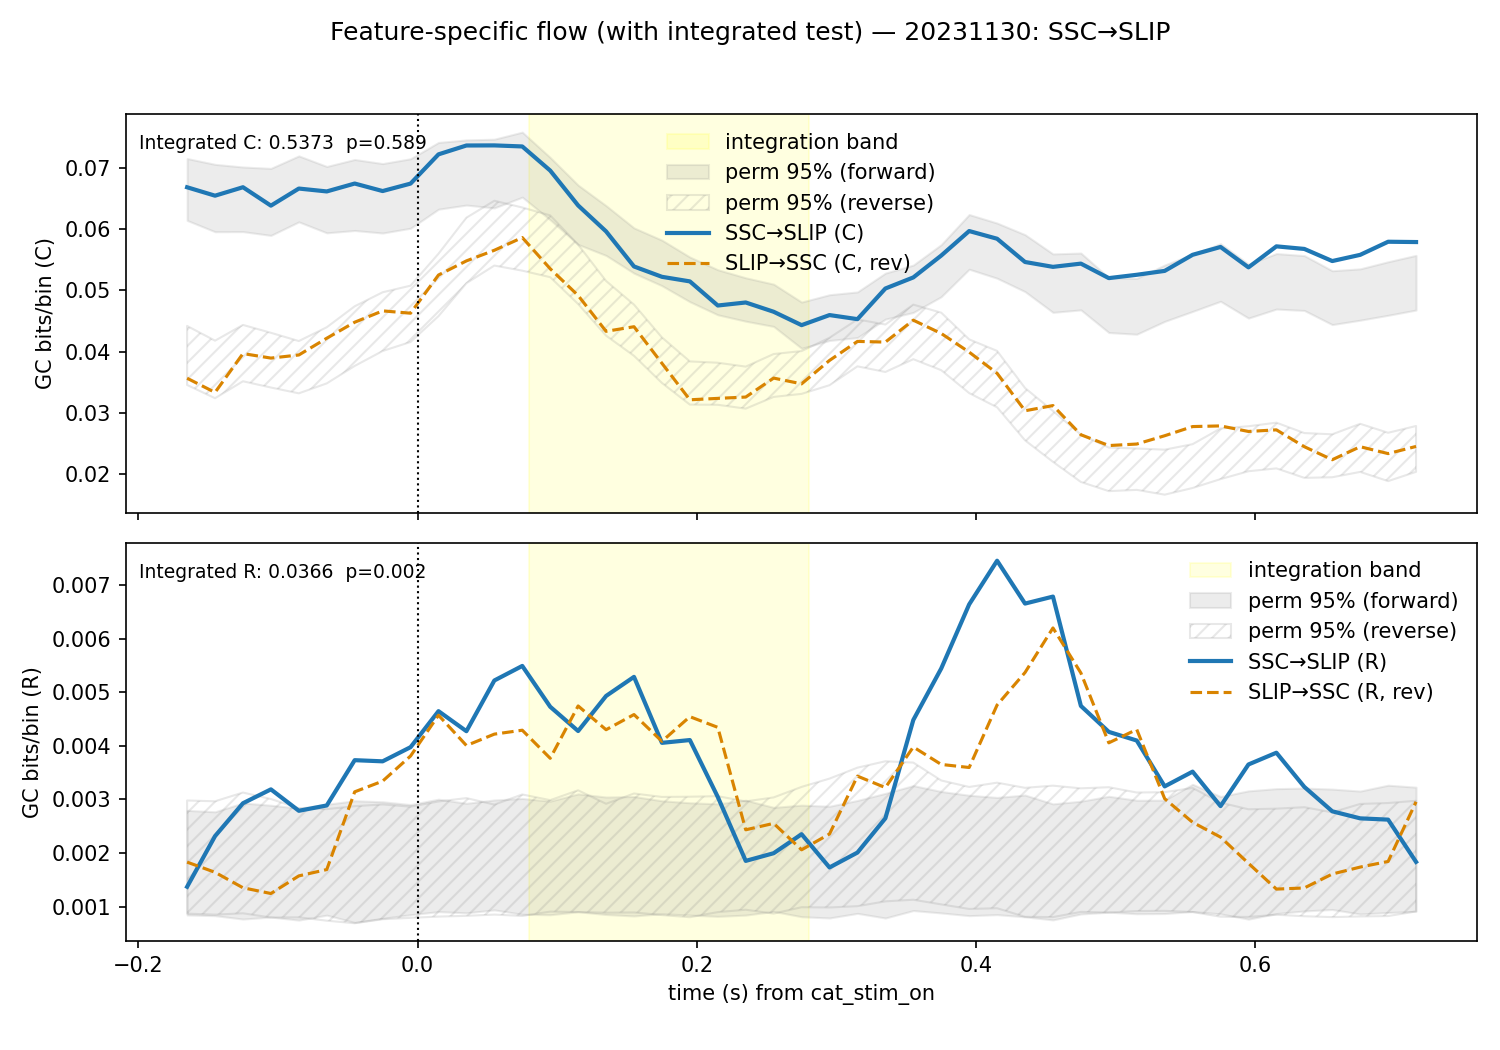 Feature-specific flow (with integrated test) — 20231130: SSC→SLIP
Integrated C: 0.5373  p=0.589
integration band
perm 95% (forward)
perm 95% (reverse)
SSC→SLIP (C)
SLIP→SSC (C, rev)
GC bits/bin (C)
0.07
0.06
0.05
0.04
0.03
0.02
Integrated R: 0.0366  p=0.002
integration band
perm 95% (forward)
perm 95% (reverse)
SSC→SLIP (R)
SLIP→SSC (R, rev)
GC bits/bin (R)
0.007
0.006
0.005
0.004
0.003
0.002
0.001
−0.2
0.0
0.2
0.4
0.6
time (s) from cat_stim_on